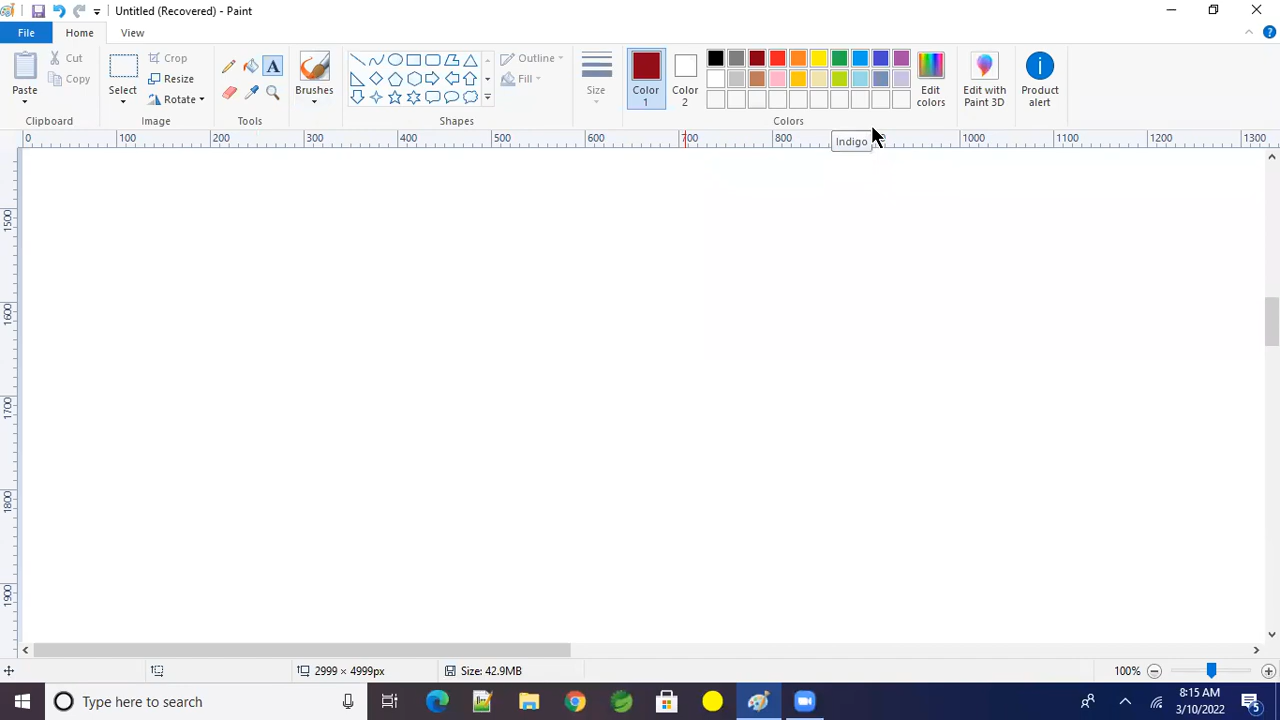 Untitled (Recovered) - Paint
File Home View
Paste Cut Copy Clipboard
Select Crop Resize Rotate Image
Tools A
Brushes
Shapes Outline Fill
Size
Color 1 Color 2 Colors Edit colors
Edit with Paint 3D
Product alert
0 100 200 300 400 500 600 700 800 1000 1100 1200 1300
Indigo
1500
1600
1700
1800
1900
2999 × 4999px Size: 42.9MB 100%
Type here to search 8:15 AM
3/10/2022 5